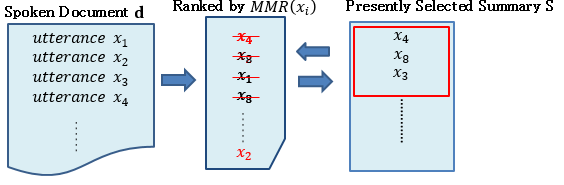 Spoken Document d
utterance x₁
utterance x₂
utterance x₃
utterance x₄
Ranked by MMR(xᵢ)
x₄
x₃
x₁
x₈
x₂
Presently Selected Summary S
x₄
x₈
x₃